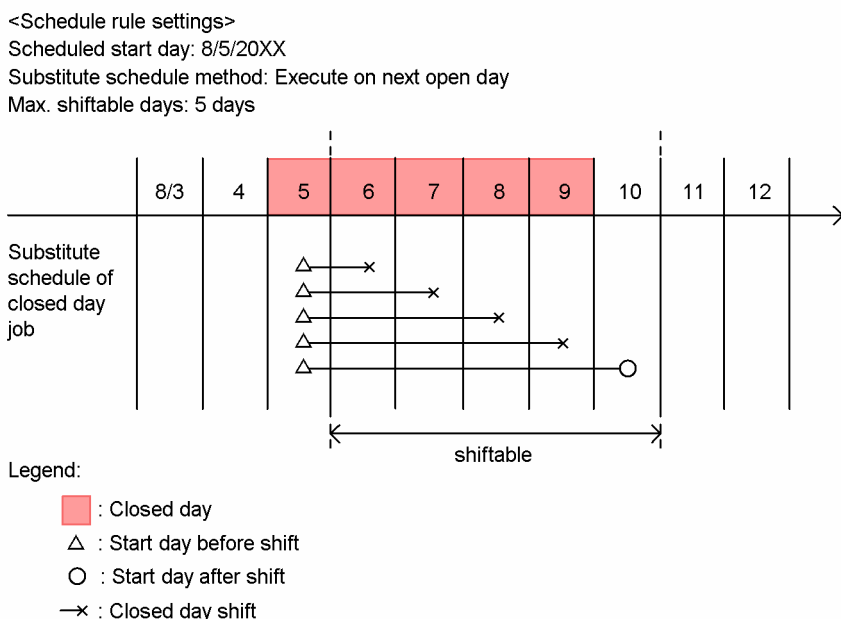 <Schedule rule settings>
Scheduled start day: 8/5/20XX
Substitute schedule method: Execute on next open day
Max. shiftable days: 5 days
8/3 4 5 6 7 8 9 10 11 12
Substitute
schedule of
closed day
job
shiftable
Legend:
: Closed day
: Start day before shift
: Start day after shift
: Closed day shift